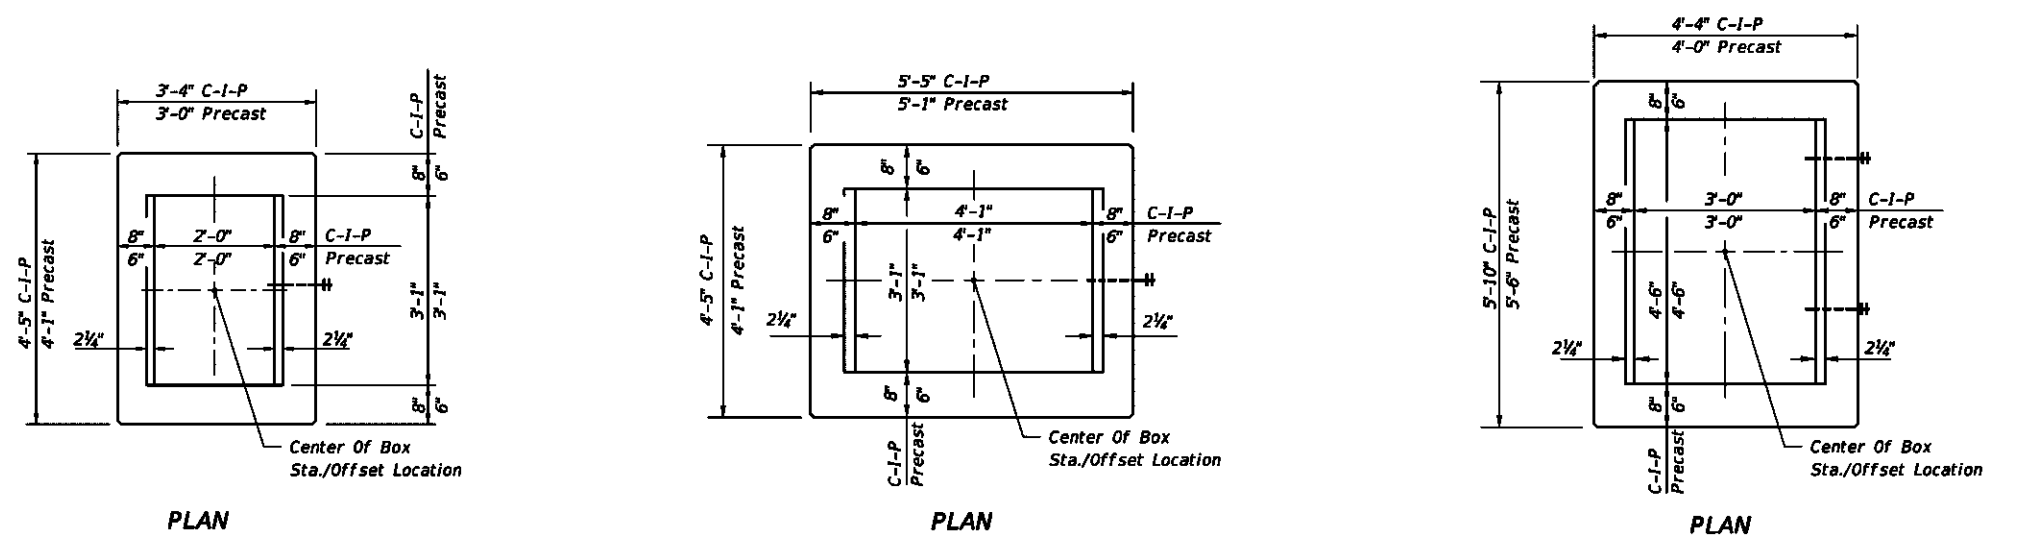 3'-4" C-I-P
3'-0" Precast
C-I-P
Precast
8"
6"
4'-5" C-I-P
4'-1" Precast
8"
6"
2'-0"
2'-0"
8"
6"
C-I-P
Precast
3'-1"
3'-1"
2¼"
2¼"
8"
6"
Center Of Box
Sta./Offset Location
PLAN
5'-5" C-I-P
5'-1" Precast
8"
6"
4'-5" C-I-P
4'-1" Precast
8"
6"
4'-1"
4'-1"
8"
6"
C-I-P
Precast
3'-1"
3'-1"
2¼"
2¼"
8"
6"
C-I-P
Precast
Center Of Box
Sta./Offset Location
PLAN
4'-4" C-I-P
4'-0" Precast
8"
6"
5'-10" C-I-P
5'-6" Precast
8"
6"
3'-0"
3'-0"
8"
6"
C-I-P
Precast
4'-6"
4'-6"
2¼"
2¼"
8"
6"
C-I-P
Precast
Center Of Box
Sta./Offset Location
PLAN